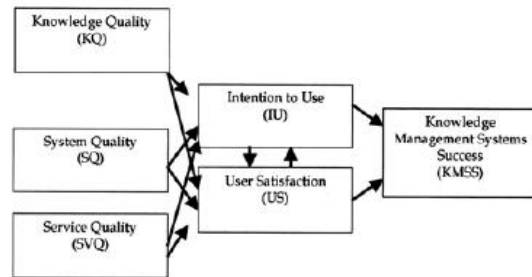 Knowledge Quality
(KQ)
System Quality
(SQ)
Service Quality
(SVQ)
Intention to Use
(IU)
User Satisfaction
(US)
Knowledge
Management Systems
Success
(KMSS)